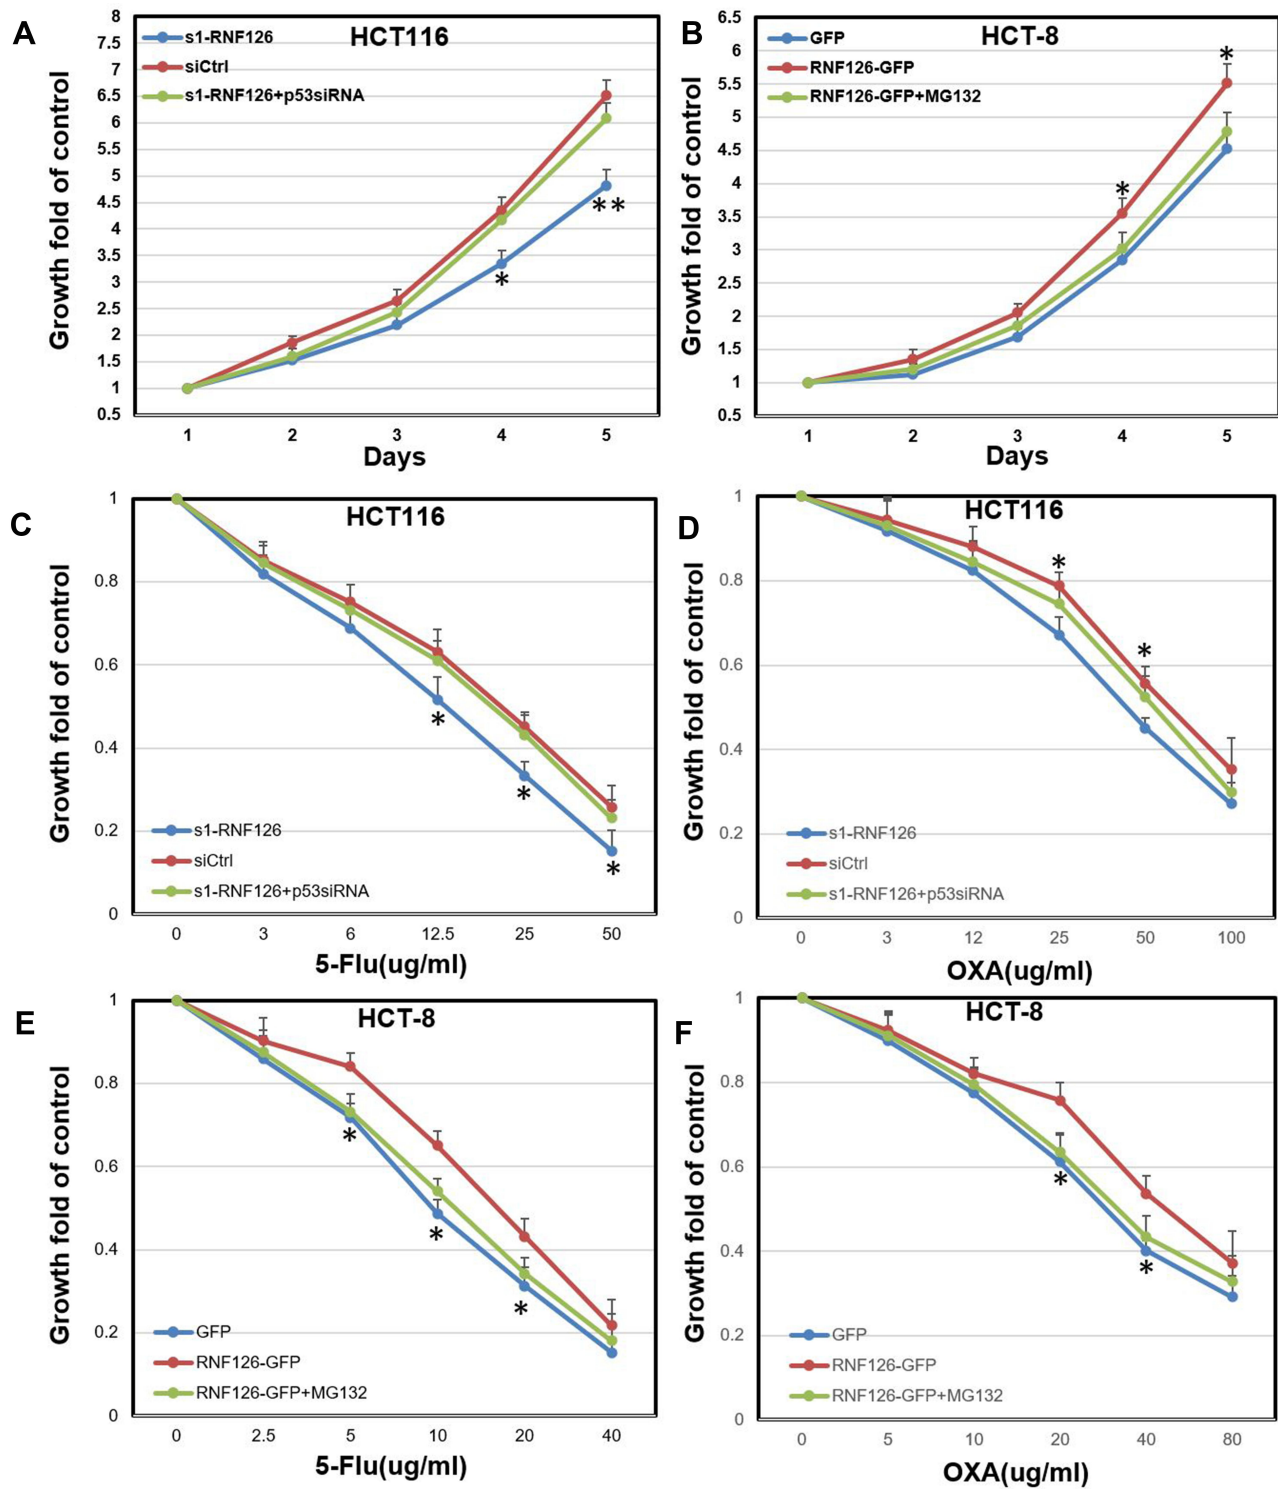 A
HCT116
s1-RNF126
siCtrl
s1-RNF126+p53siRNA
Growth fold of control
8
7.5
7
6.5
6
5.5
5
4.5
4
3.5
3
2.5
2
1.5
1
0.5
*
**
1 2 3 4 5
Days
B
HCT-8
GFP
RNF126-GFP
RNF126-GFP+MG132
Growth fold of control
6.5
6
5.5
5
4.5
4
3.5
3
2.5
2
1.5
1
0.5
*
*
1 2 3 4 5
Days
C
HCT116
Growth fold of control
1
0.8
0.6
0.4
0.2
0
*
*
*
s1-RNF126
siCtrl
s1-RNF126+p53siRNA
0 3 6 12.5 25 50
5-Flu(ug/ml)
D
HCT116
Growth fold of control
1
0.8
0.6
0.4
0.2
0
*
*
s1-RNF126
siCtrl
s1-RNF126+p53siRNA
0 3 12 25 50 100
OXA(ug/ml)
E
HCT-8
Growth fold of control
1
0.8
0.6
0.4
0.2
0
*
*
*
GFP
RNF126-GFP
RNF126-GFP+MG132
0 2.5 5 10 20 40
5-Flu(ug/ml)
F
HCT-8
Growth fold of control
1
0.8
0.6
0.4
0.2
0
*
*
GFP
RNF126-GFP
RNF126-GFP+MG132
0 5 10 20 40 80
OXA(ug/ml)